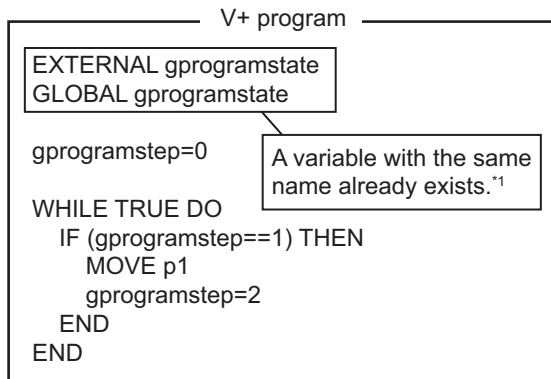 V+ program
EXTERNAL gprogramstate
GLOBAL gprogramstate
gprogramstep=0
A variable with the same
name already exists.*1
WHILE TRUE DO
IF (gprogramstep==1) THEN
MOVE p1
gprogramstep=2
END
END